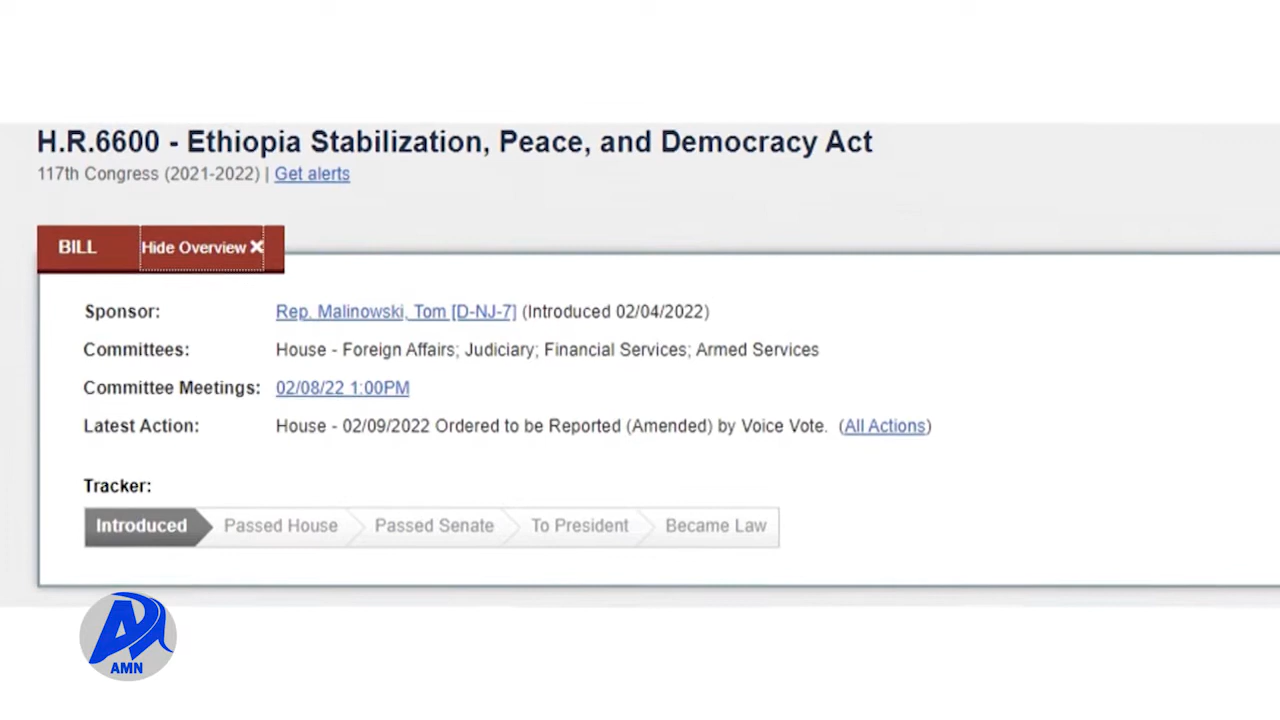 H.R.6600 - Ethiopia Stabilization, Peace, and Democracy Act
117th Congress (2021-2022) | Get alerts
BILL Hide Overview ×
Sponsor: Rep. Malinowski, Tom [D-NJ-7] (Introduced 02/04/2022)
Committees: House - Foreign Affairs; Judiciary; Financial Services; Armed Services
Committee Meetings: 02/08/22 1:00PM
Latest Action: House - 02/09/2022 Ordered to be Reported (Amended) by Voice Vote. (All Actions)
Tracker:
Introduced Passed House Passed Senate To President Became Law
AMN